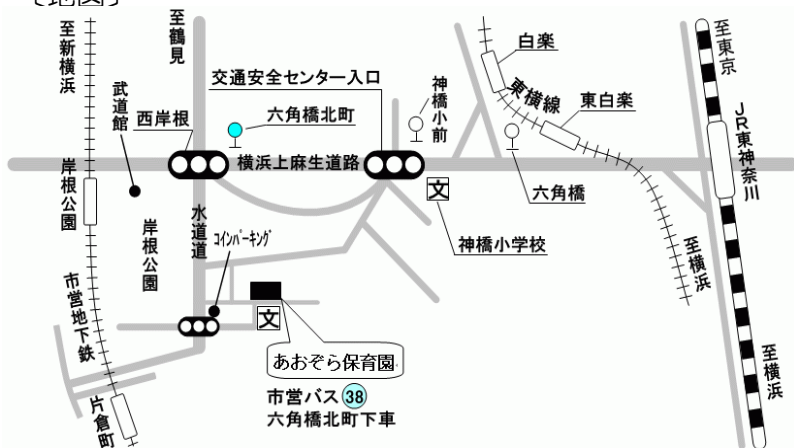 至新横浜
至鶴見
武道館
西岸根
交通安全センター入口
六角橋北町
神橋小前
白楽
東横線
東白楽
至東京
JR東神奈川
横浜上麻生道路
六角橋
文
神橋小学校
岸根公園
岸根公園
水道道
コインパーキング
至横浜
市営地下鉄
文
あおぞら保育園
至横浜
市営バス 38
六角橋北町下車
片倉町